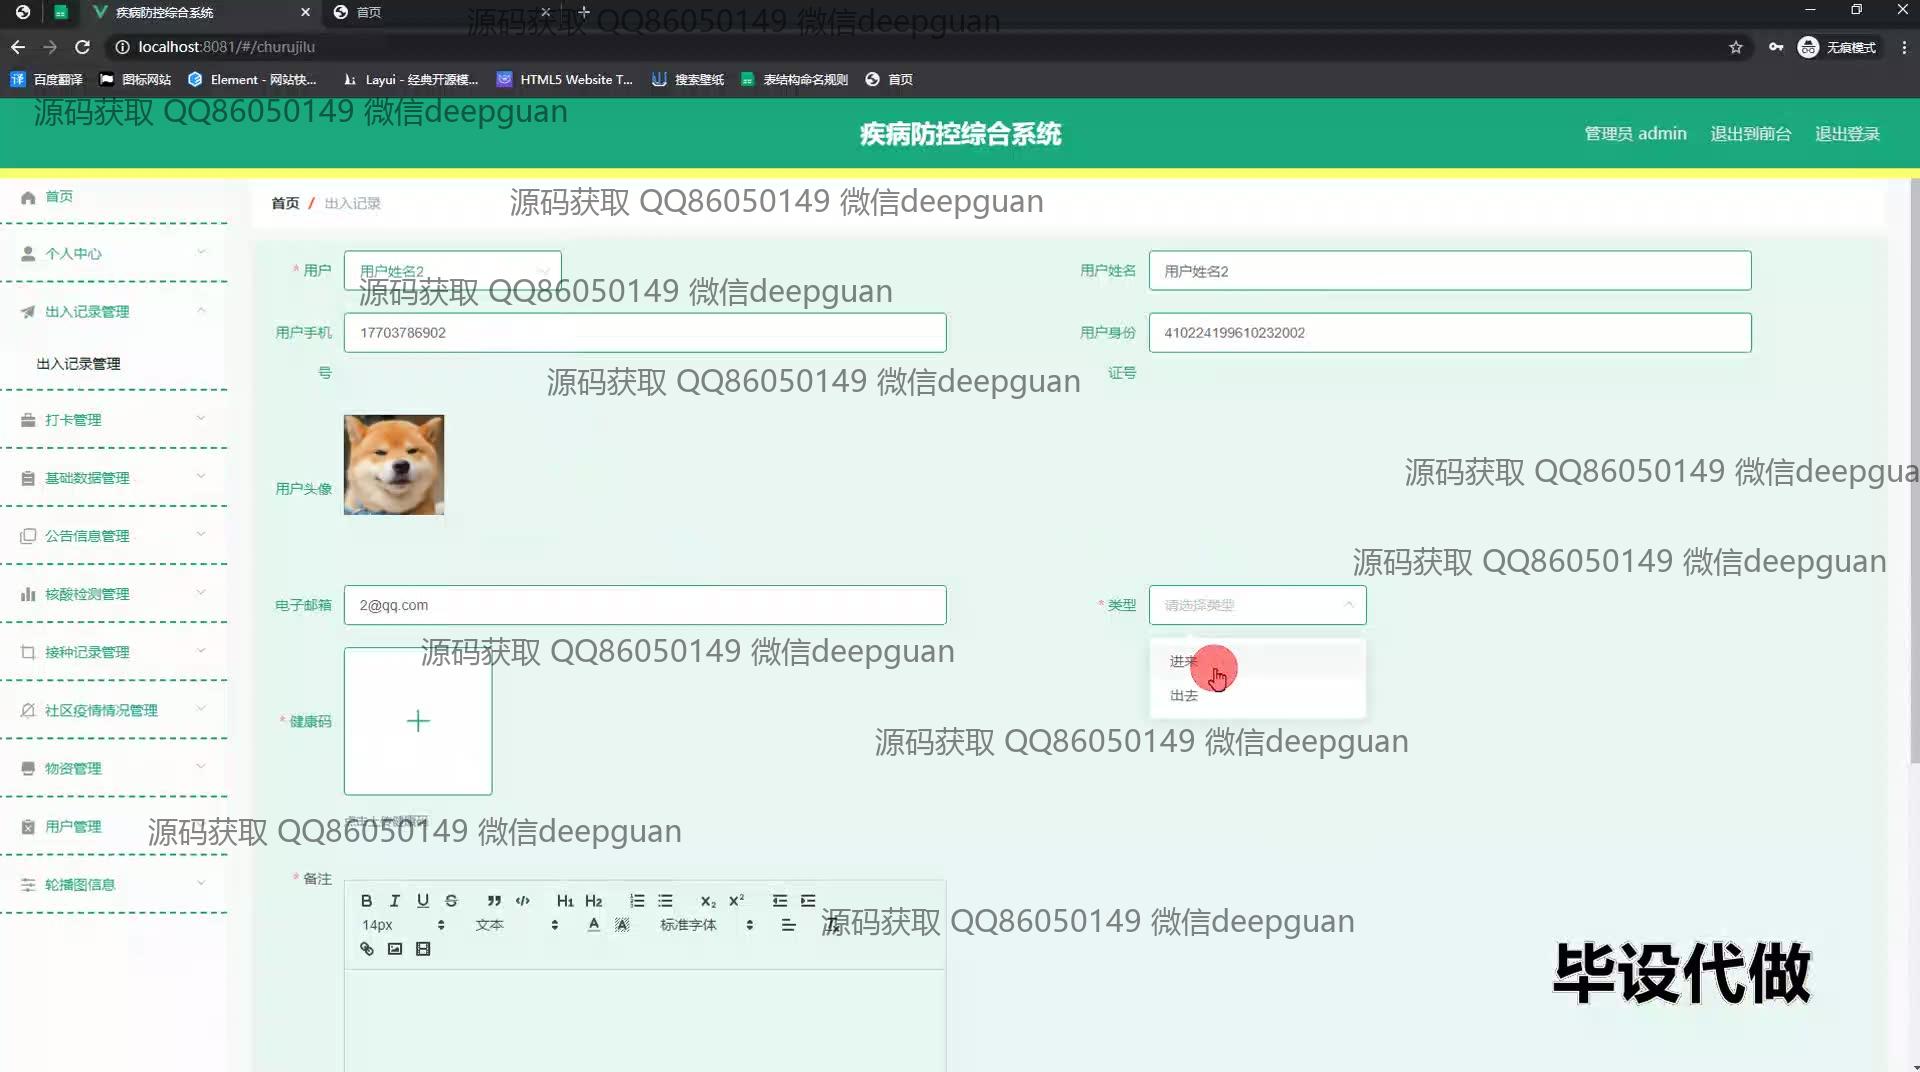 疾病防控综合系统
首页
源码获取 QQ86050149 微信deepguan
localhost:8081/#/churujilu
无痕模式
百度翻译
图标网站
Element - 网站快...
Layui - 经典开源模...
HTML5 Website T...
搜索壁纸
表结构命名规则
首页
源码获取 QQ86050149 微信deepguan
疾病防控综合系统
管理员 admin
退出到前台
退出登录
首页
个人中心
出入记录管理
出入记录管理
打卡管理
基础数据管理
公告信息管理
核酸检测管理
接种记录管理
社区疫情情况管理
物资管理
用户管理
轮播图信息
首页 / 出入记录
源码获取 QQ86050149 微信deepguan
* 用户
用户姓名2
用户姓名
用户姓名2
源码获取 QQ86050149 微信deepguan
用户手机号
17703786902
用户身份证号
410224199610232002
源码获取 QQ86050149 微信deepguan
用户头像
源码获取 QQ86050149 微信deepgua
源码获取 QQ86050149 微信deepguan
电子邮箱
2@qq.com
* 类型
请选择类型
进来
出去
源码获取 QQ86050149 微信deepguan
* 健康码
源码获取 QQ86050149 微信deepguan
点击上传健康码
源码获取 QQ86050149 微信deepguan
* 备注
B I U S H1 H2 X₂ X²
14px 文本 A A 标准字体
源码获取 QQ86050149 微信deepguan
毕设代做